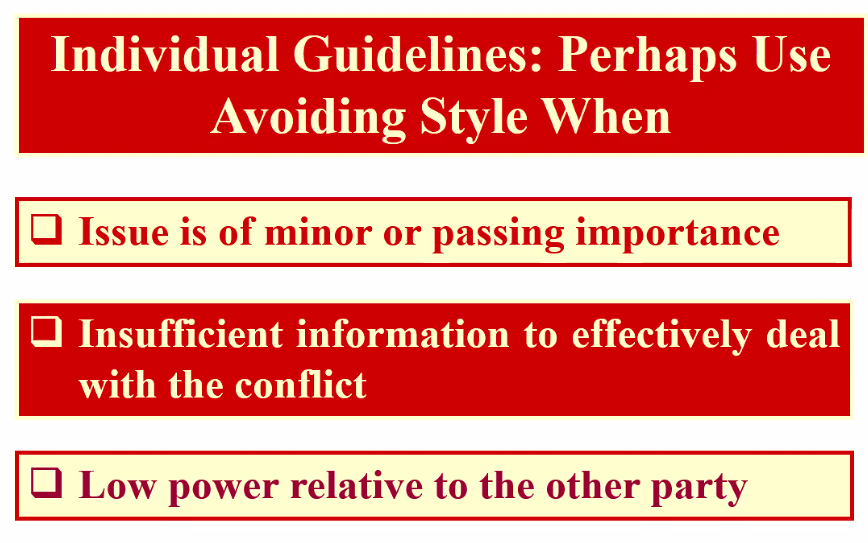 Individual Guidelines: Perhaps Use
Avoiding Style When
❑ Issue is of minor or passing importance
❑ Insufficient information to effectively deal
with the conflict
❑ Low power relative to the other party